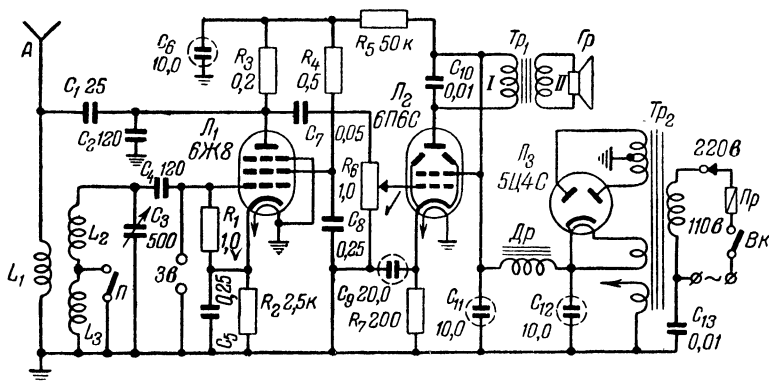 A
C₆
10,0
R₃
0,2
R₄
0,5
R₅ 50к
C₁₀
0,01
Тр₁
I
II
Гр
C₁ 25
C₂ 120
Л₁
6Ж8
C₇
0,05
Л₂
6П6С
Л₃
5Ц4С
Тр₂
220в
110в
Пр
Вк
C₄ 120
C₃
500
R₁
1,0
R₆
1,0
C₈
0,25
L₁
L₂
L₃
П
Зв
0,25
C₅
R₂ 2,5к
C₉ 20,0
R₇ 200
Др
C₁₁
10,0
C₁₂
10,0
C₁₃
0,01